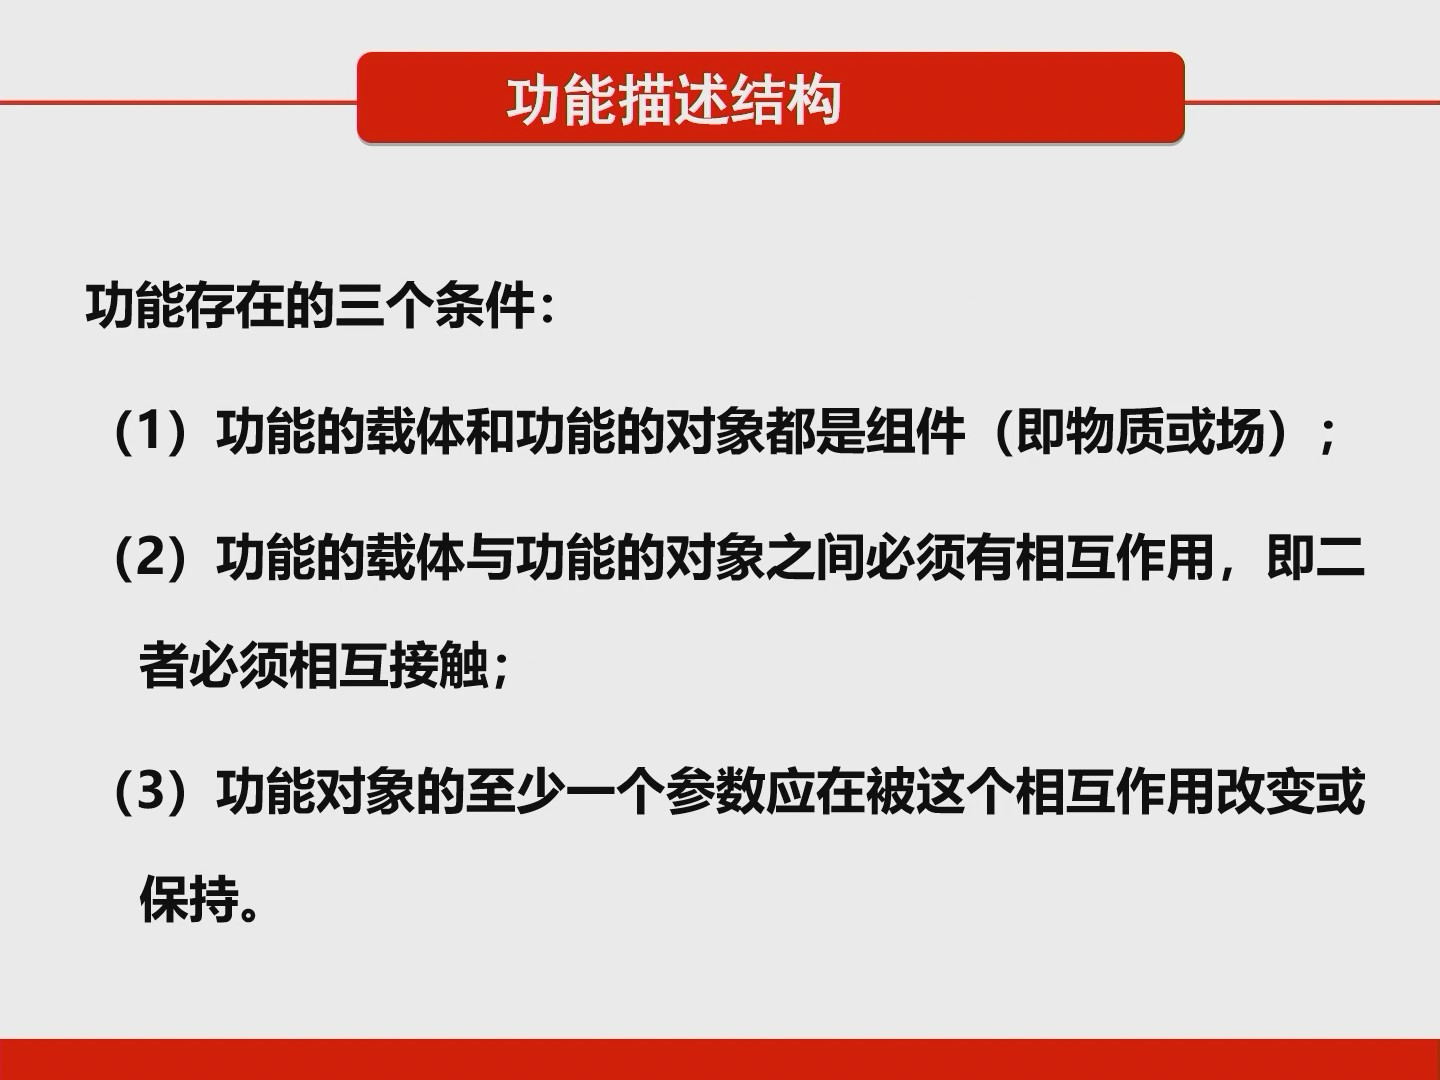 功能描述结构
功能存在的三个条件：
（1）功能的载体和功能的对象都是组件（即物质或场）；
（2）功能的载体与功能的对象之间必须有相互作用，即二
者必须相互接触；
（3）功能对象的至少一个参数应在被这个相互作用改变或
保持。